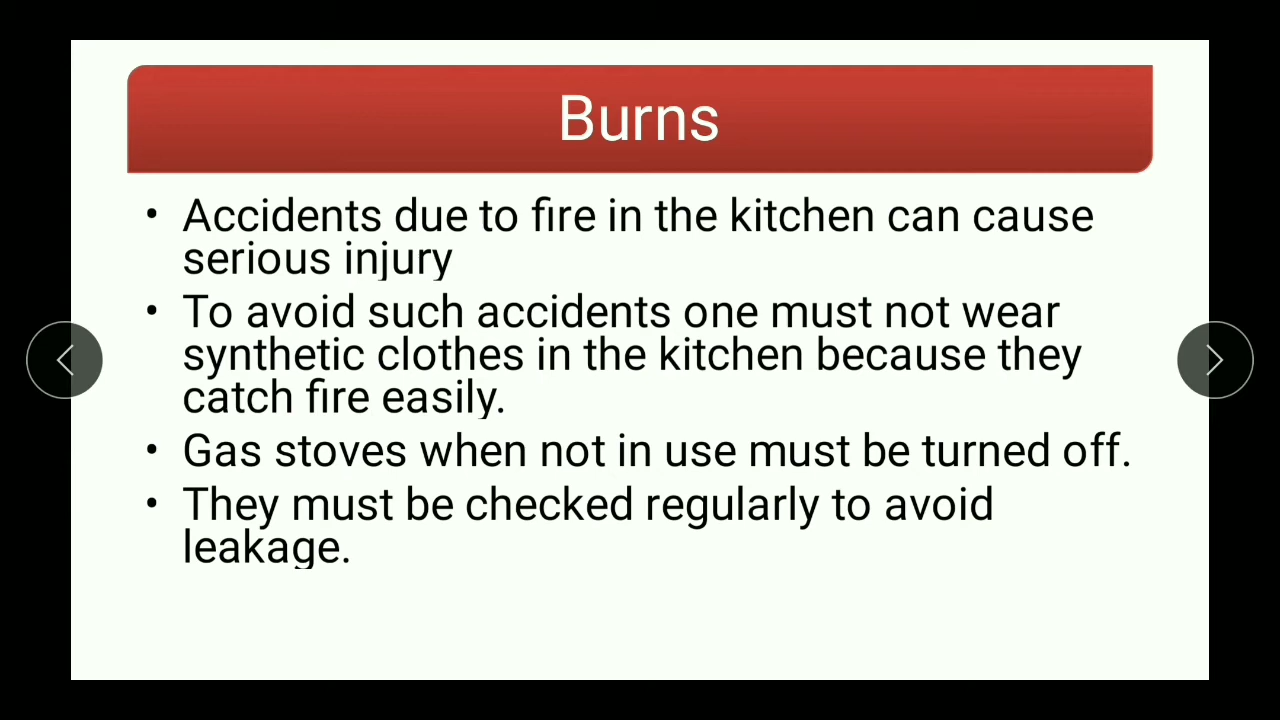 Burns
• Accidents due to fire in the kitchen can cause
serious injury
• To avoid such accidents one must not wear
synthetic clothes in the kitchen because they
catch fire easily.
• Gas stoves when not in use must be turned off.
• They must be checked regularly to avoid
leakage.